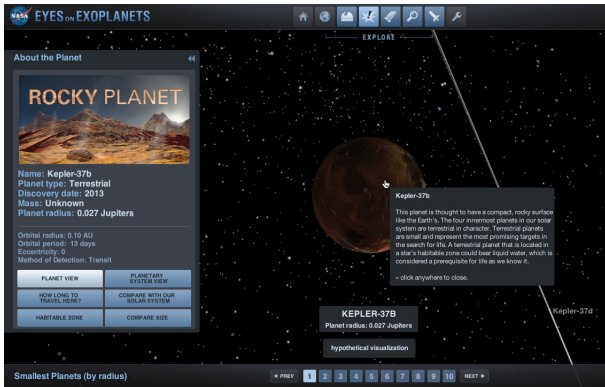 NASA EYES ON EXOPLANETS
EXPLORE
About the Planet
ROCKY PLANET
Name: Kepler-37b
Planet type: Terrestrial
Discovery date: 2013
Mass: Unknown
Planet radius: 0.027 Jupiters
Orbital radius: 0.10 AU
Orbital period: 13 days
Eccentricity: 0
Method of Detection: Transit
PLANET VIEW
PLANETARY
SYSTEM VIEW
HOW LONG TO
TRAVEL HERE?
COMPARE WITH OUR
SOLAR SYSTEM
HABITABLE ZONE
COMPARE SIZE
Kepler-37b
This planet is thought to have a compact, rocky surface
like the Earth's. The four innermost planets in our solar
system are terrestrial in character. Terrestrial planets
are small and represent the most promising targets in
the search for life. A terrestrial planet that is located in
a star's habitable zone could bear liquid water, which is
considered a prerequisite for life as we know it.
» click anywhere to close.
KEPLER-37B
Planet radius: 0.027 Jupiters
hypothetical visualization
Kepler-37d
Smallest Planets (by radius)
◄ PREV 1 2 3 4 5 6 7 8 9 10 NEXT ►